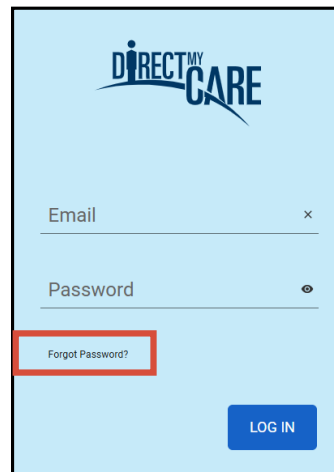 DIRECT MY
CARE
Email
Password
Forgot Password?
LOG IN